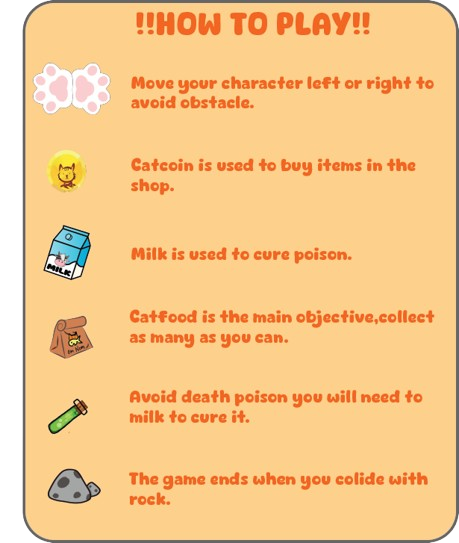 !!HOW TO PLAY!!
Move your character left or right to
avoid obstacle.
Catcoin is used to buy items in the
shop.
Milk is used to cure poison.
MILK
Catfood is the main objective,collect
as many as you can.
Avoid death poison you will need to
milk to cure it.
The game ends when you colide with
rock.